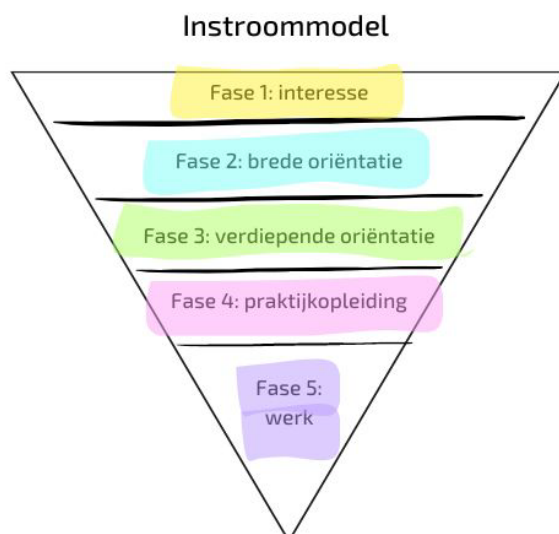 Instroommodel
Fase 1: interesse
Fase 2: brede oriëntatie
Fase 3: verdiepende oriëntatie
Fase 4: praktijkopleiding
Fase 5:
werk